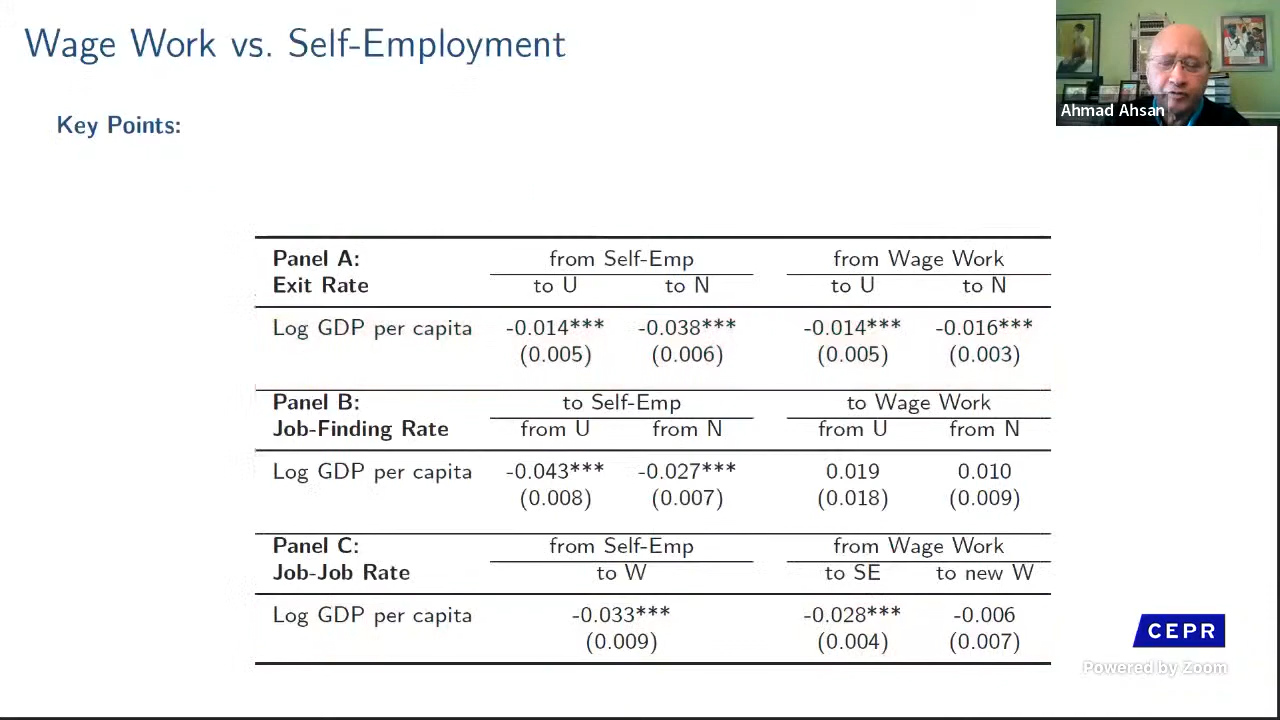 Wage Work vs. Self-Employment
Ahmad Ahsan
Key Points:
Panel A: from Self-Emp from Wage Work
Exit Rate to U to N to U to N
Log GDP per capita -0.014*** -0.038*** -0.014*** -0.016***
(0.005) (0.006) (0.005) (0.003)
Panel B: to Self-Emp to Wage Work
Job-Finding Rate from U from N from U from N
Log GDP per capita -0.043*** -0.027*** 0.019 0.010
(0.008) (0.007) (0.018) (0.009)
Panel C: from Self-Emp from Wage Work
Job-Job Rate to W to SE to new W
Log GDP per capita -0.033*** -0.028*** -0.006
(0.009) (0.004) (0.007)
CEPR
Powered by Zoom